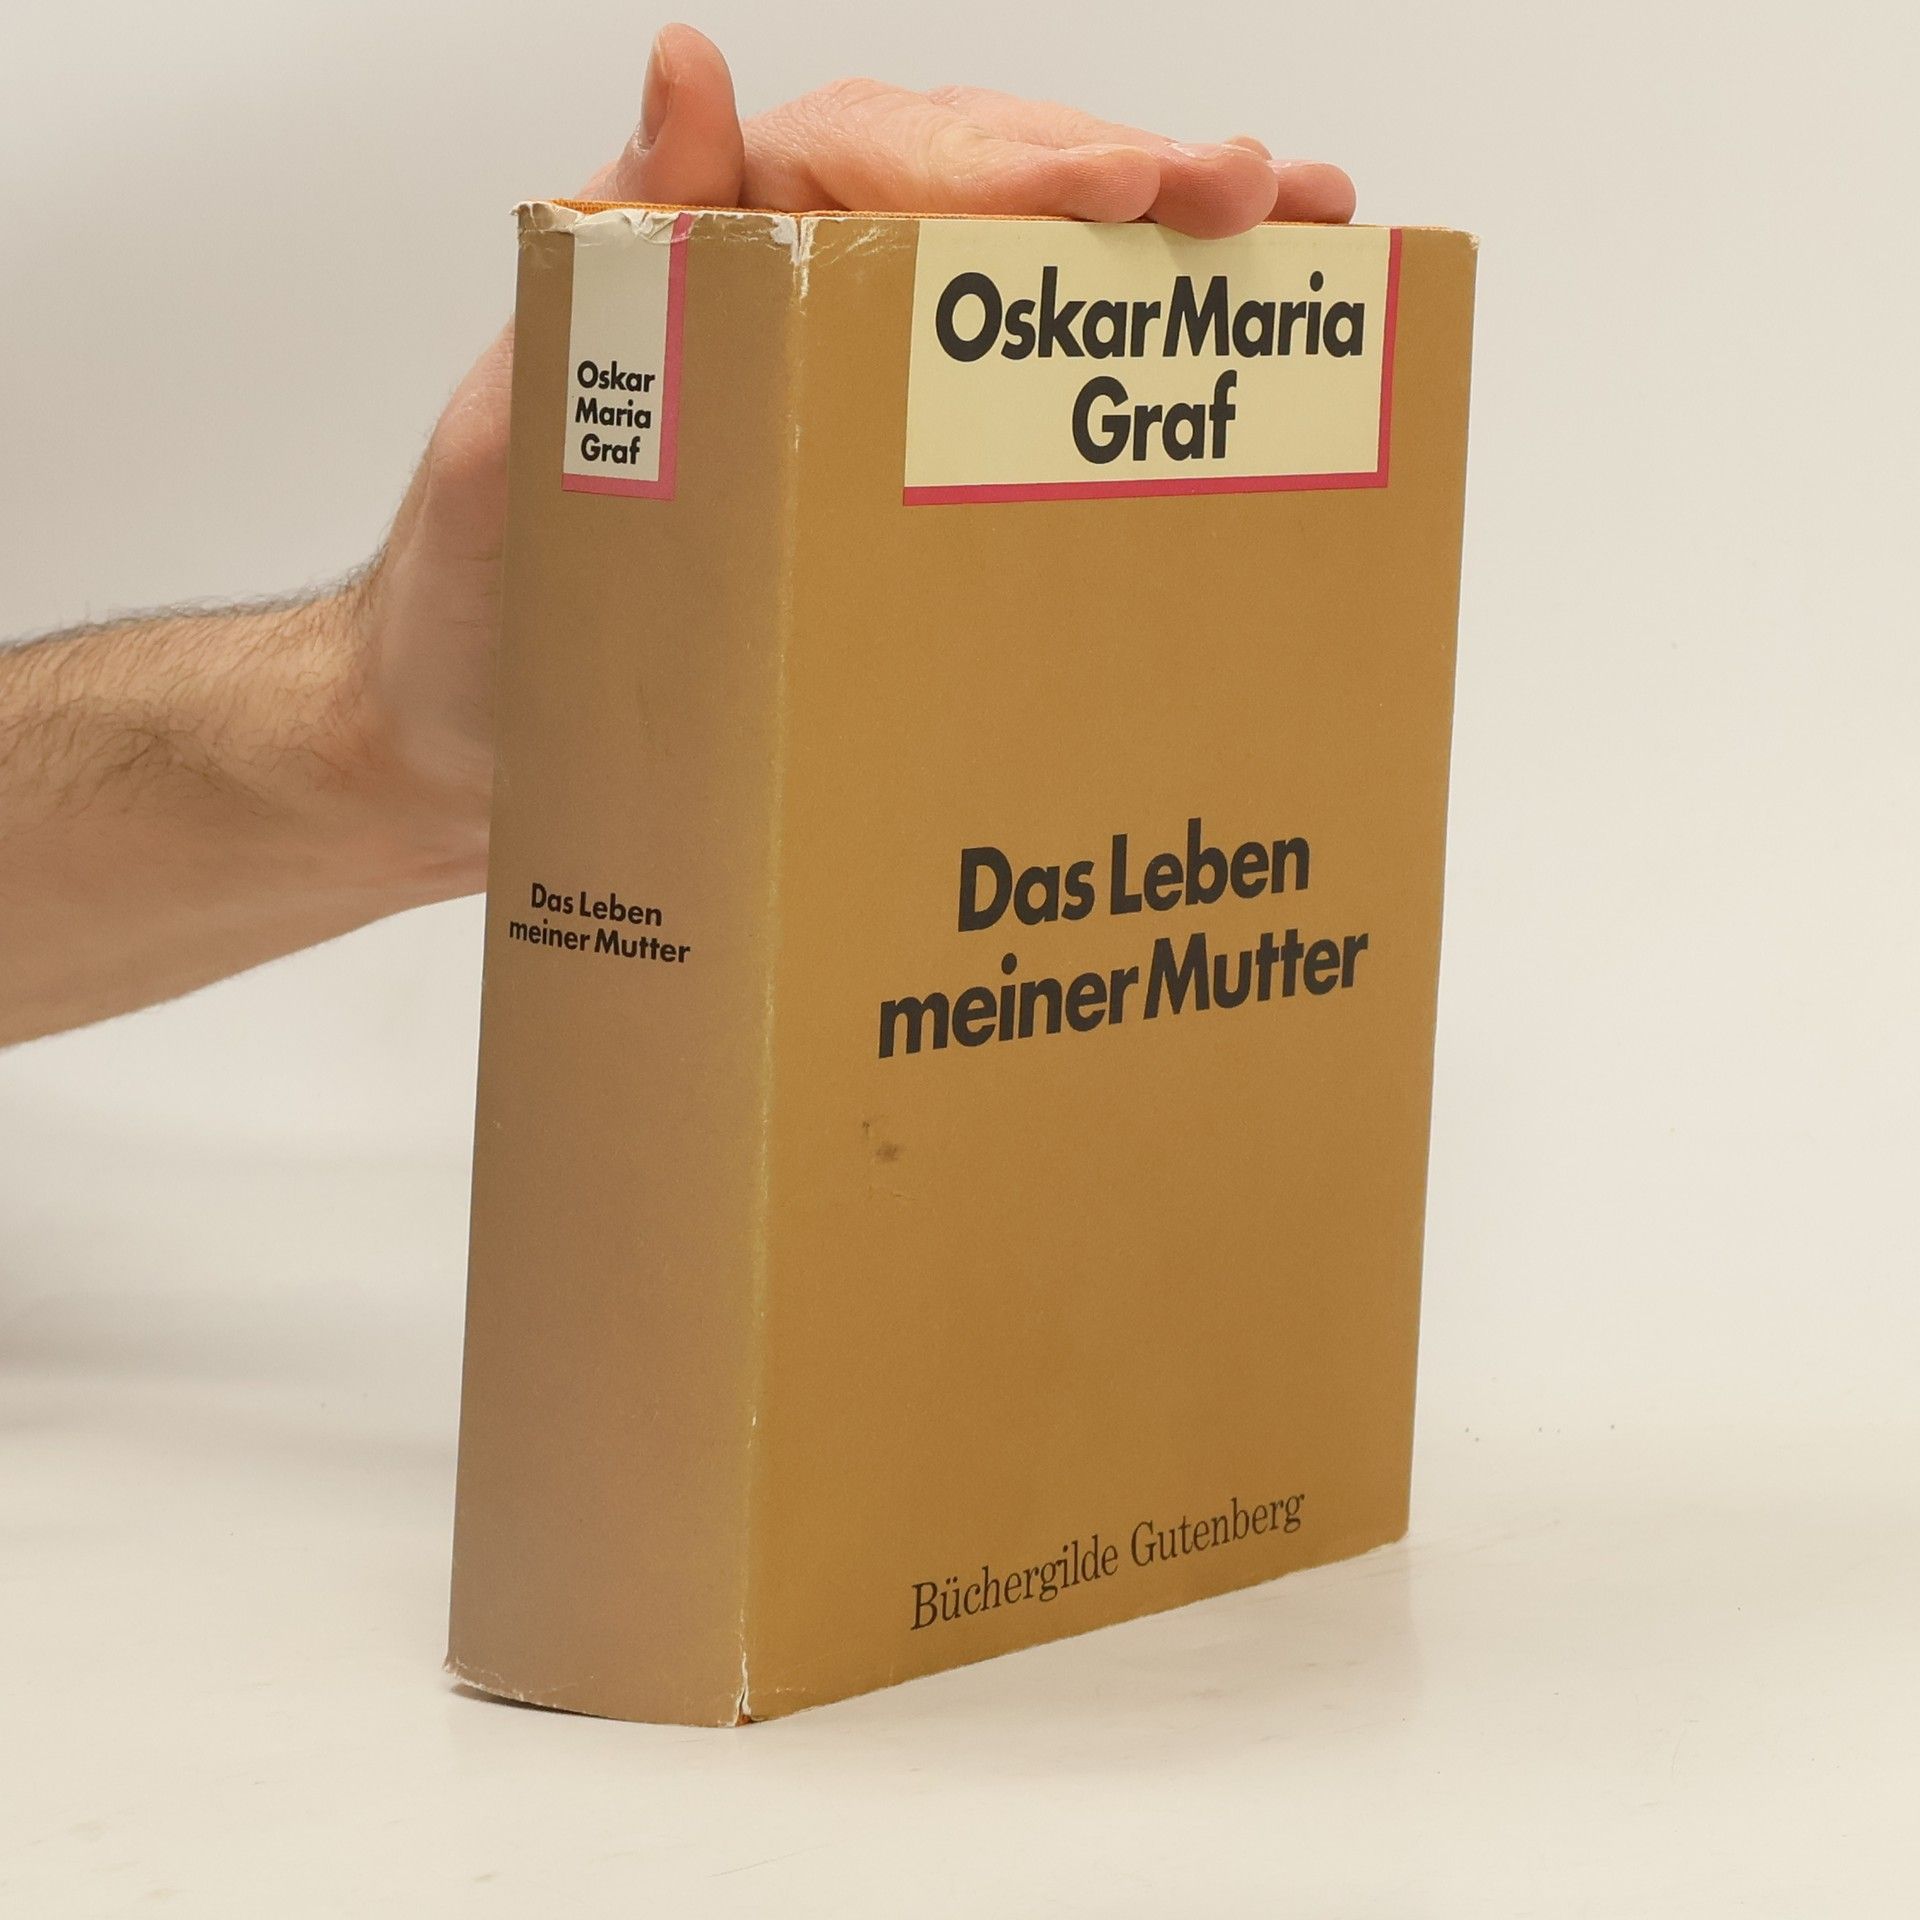 Oskar
Maria
Graf
Das Leben
meiner Mutter
Oskar Maria
Graf
Das Leben
meiner Mutter
Büchergilde Gutenberg